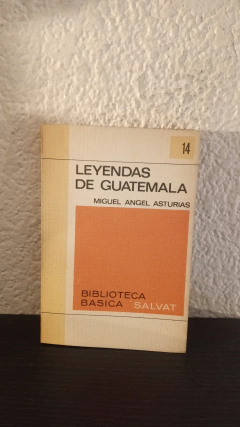 14
LEYENDAS
DE GUATEMALA
MIGUEL ANGEL ASTURIAS
BIBLIOTECA
BASICA SALVAT